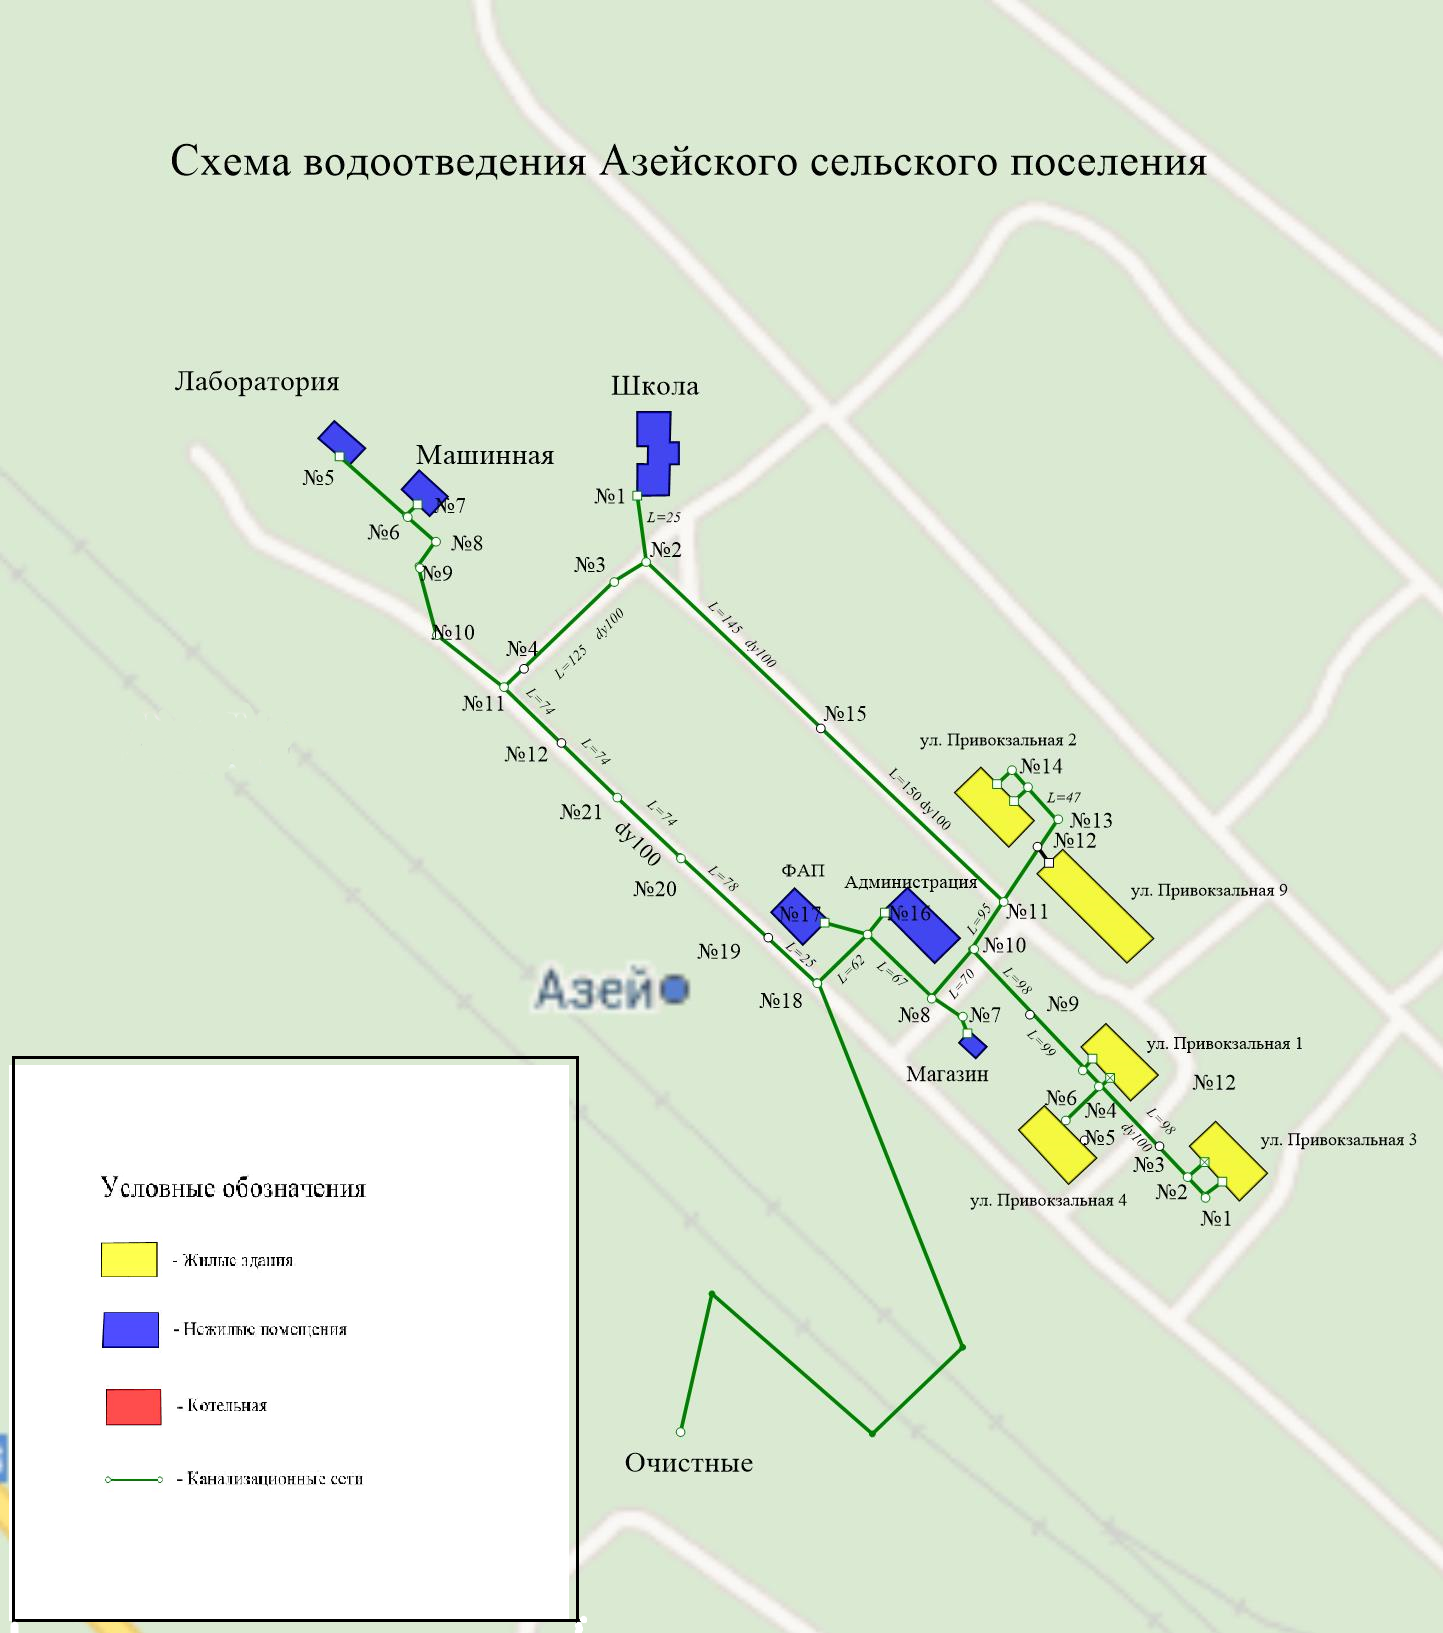 Схема водоотведения Азейского сельского поселения
Лаборатория
Школа
Машинная
№5
№7
№1
L=25
№6
№8
№2
№3
№9
№10
№4
dy100
L=125
L=145 dy100
№11
L=74
№15
№12
L=74
ул. Привокзальная 2
№14
L=47
L=150 dy100
№21
L=74
№13
dy100
№12
L=78
ФАП
Администрация
№20
ул. Привокзальная 9
№17
№16
№11
L=95
№19
L=25
№10
L=62
L=67
L=70
L=98
Азей
№18
№8
№7
№9
L=99
ул. Привокзальная 1
Магазин
№12
№6
№4
L=98
dy100
№5
ул. Привокзальная 3
№3
№2
ул. Привокзальная 4
№1
Очистные
Условные обозначения
- Жилые здания
- Нежилые помещения
- Котельная
- Канализационные сети